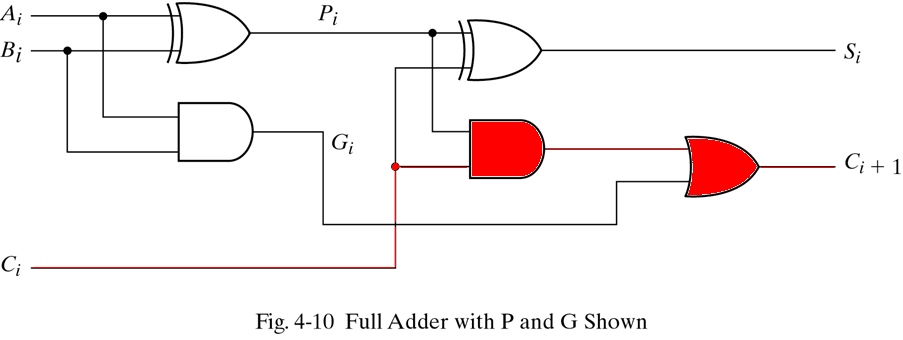 Ai
Pi
Bi
Si
Gi
Ci + 1
Ci
Fig. 4-10 Full Adder with P and G Shown